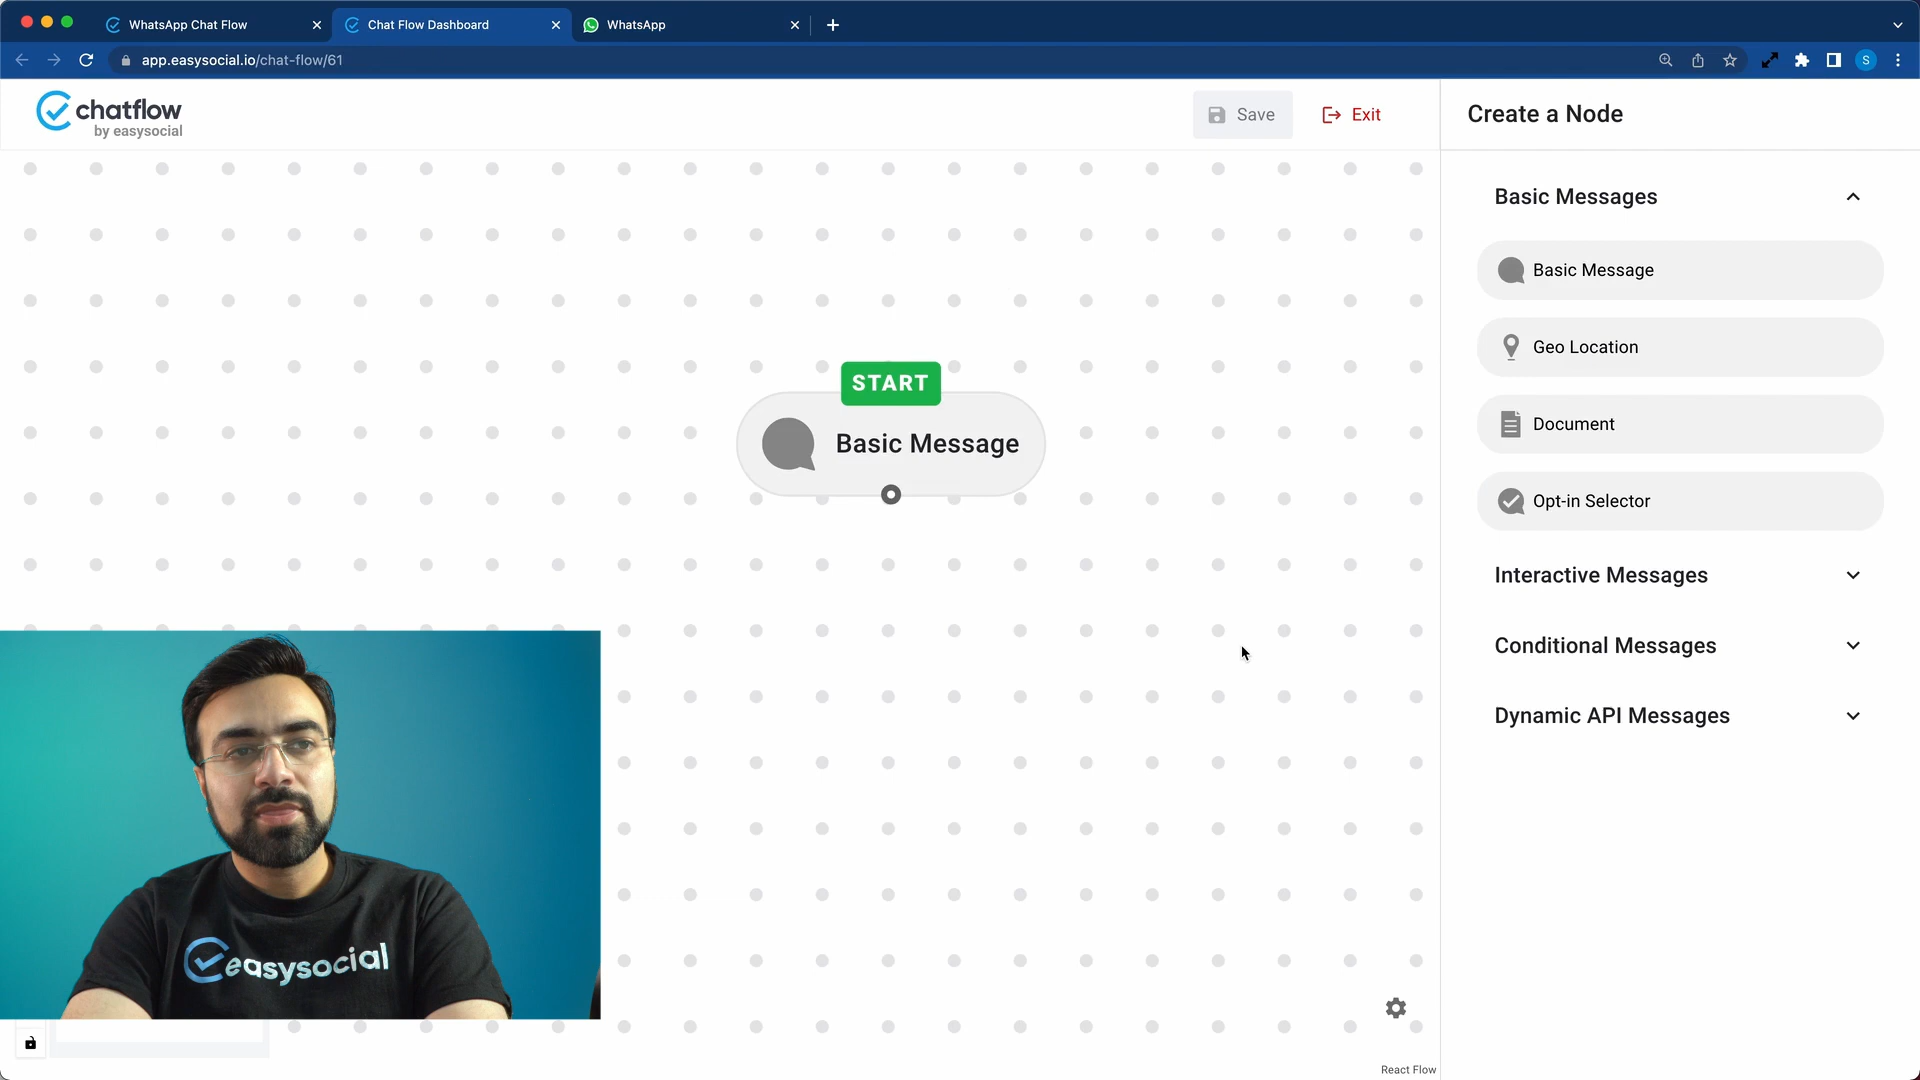 WhatsApp Chat Flow
Chat Flow Dashboard
WhatsApp
app.easysocial.io/chat-flow/61
S
chatflow
by easysocial
Save
Exit
Create a Node
Basic Messages
Basic Message
Geo Location
Document
Opt-in Selector
Interactive Messages
Conditional Messages
Dynamic API Messages
START
Basic Message
easysocial
React Flow